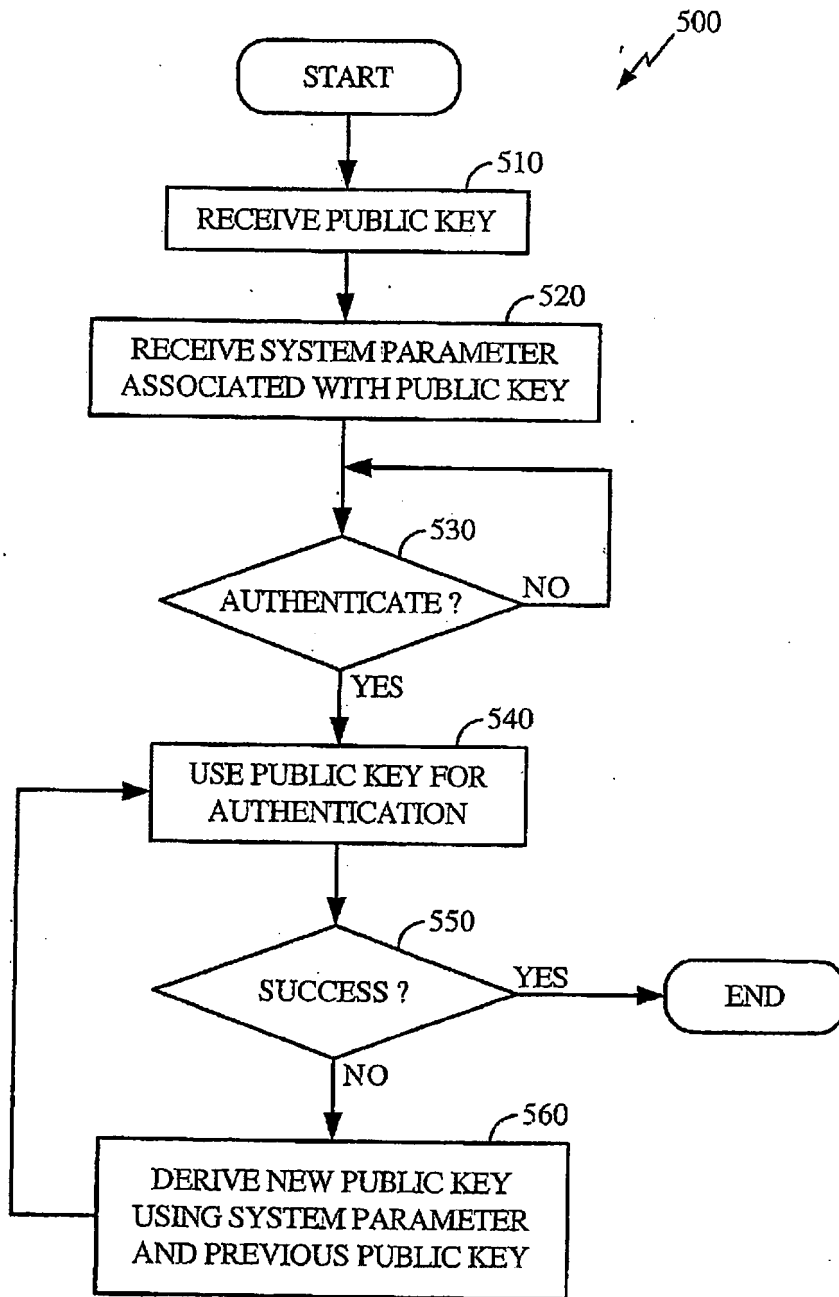 500
START
510
RECEIVE PUBLIC KEY
520
RECEIVE SYSTEM PARAMETER
ASSOCIATED WITH PUBLIC KEY
530
AUTHENTICATE ?
NO
YES
540
USE PUBLIC KEY FOR
AUTHENTICATION
550
SUCCESS ?
YES
END
NO
560
DERIVE NEW PUBLIC KEY
USING SYSTEM PARAMETER
AND PREVIOUS PUBLIC KEY